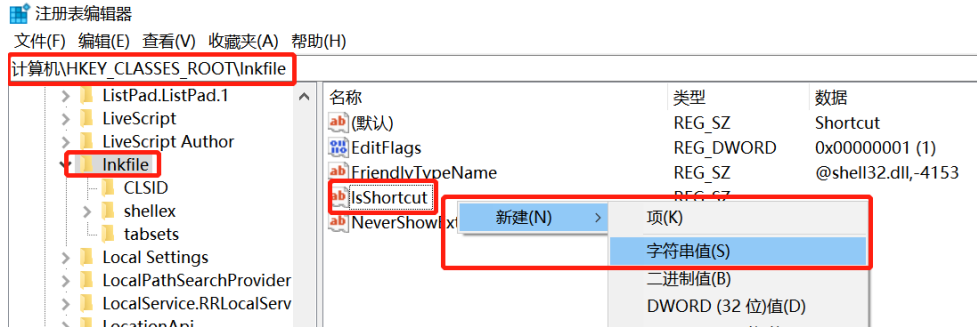 注册表编辑器
文件(F) 编辑(E) 查看(V) 收藏夹(A) 帮助(H)
计算机\HKEY_CLASSES_ROOT\lnkfile
ListPad.ListPad.1
LiveScript
LiveScript Author
lnkfile
CLSID
shellex
tabsets
Local Settings
LocalPathSearchProvider
LocalService.RRLocalServ
LocationApi
名称 类型 数据
(默认) REG_SZ Shortcut
EditFlags REG_DWORD 0x00000001 (1)
FriendlyTypeName REG_SZ @shell32.dll,-4153
IsShortcut REG_SZ
NeverShowExt
新建(N)
项(K)
字符串值(S)
二进制值(B)
DWORD (32 位)值(D)